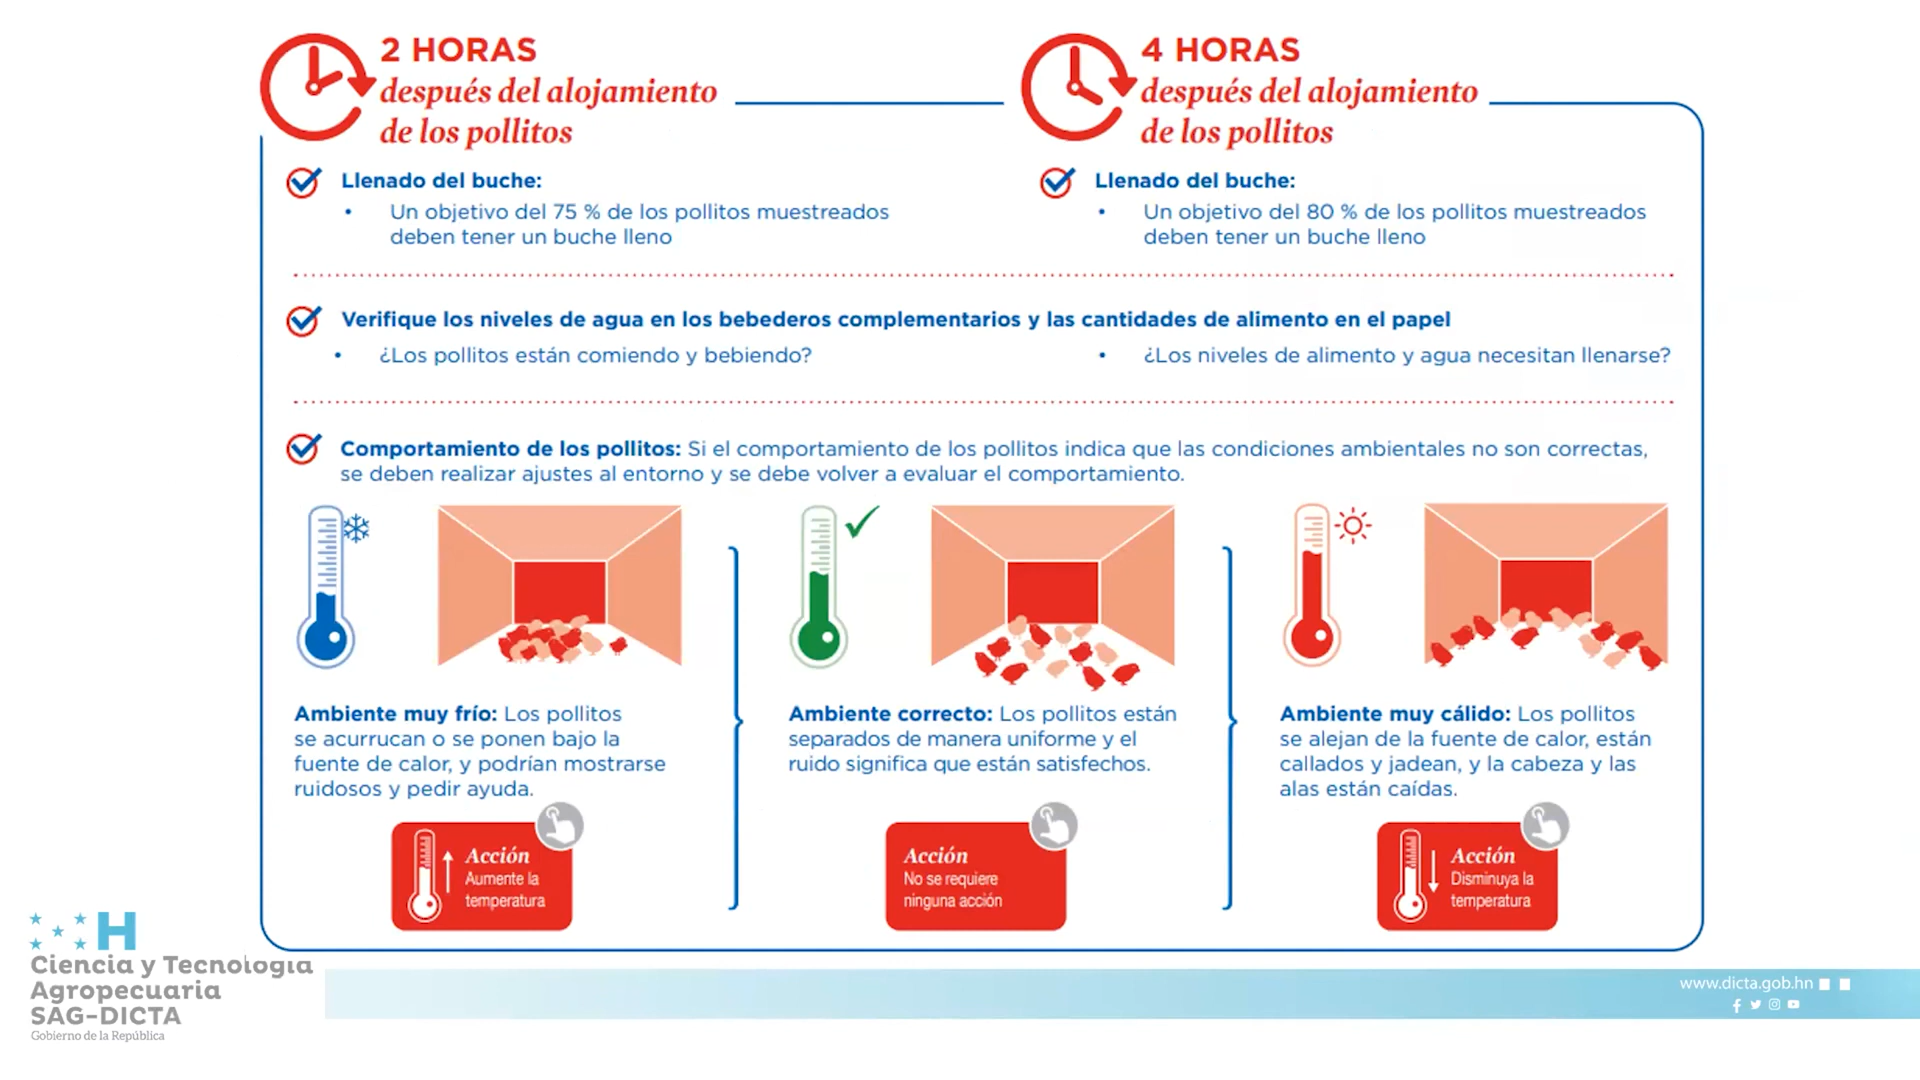 2 HORAS
después del alojamiento
de los pollitos
4 HORAS
después del alojamiento
de los pollitos
Llenado del buche:
• Un objetivo del 75 % de los pollitos muestreados
deben tener un buche lleno
Llenado del buche:
• Un objetivo del 80 % de los pollitos muestreados
deben tener un buche lleno
Verifique los niveles de agua en los bebederos complementarios y las cantidades de alimento en el papel
• ¿Los pollitos están comiendo y bebiendo?
• ¿Los niveles de alimento y agua necesitan llenarse?
Comportamiento de los pollitos: Si el comportamiento de los pollitos indica que las condiciones ambientales no son correctas,
se deben realizar ajustes al entorno y se debe volver a evaluar el comportamiento.
Ambiente muy frío: Los pollitos
se acurrucan o se ponen bajo la
fuente de calor, y podrían mostrarse
ruidosos y pedir ayuda.
Acción
Aumente la
temperatura
Ambiente correcto: Los pollitos están
separados de manera uniforme y el
ruido significa que están satisfechos.
Acción
No se requiere
ninguna acción
Ambiente muy cálido: Los pollitos
se alejan de la fuente de calor, están
callados y jadean, y la cabeza y las
alas están caídas.
Acción
Disminuya la
temperatura
H
Ciencia y Tecnología
Agropecuaria
SAG-DICTA
Gobierno de la República
www.dicta.gob.hn